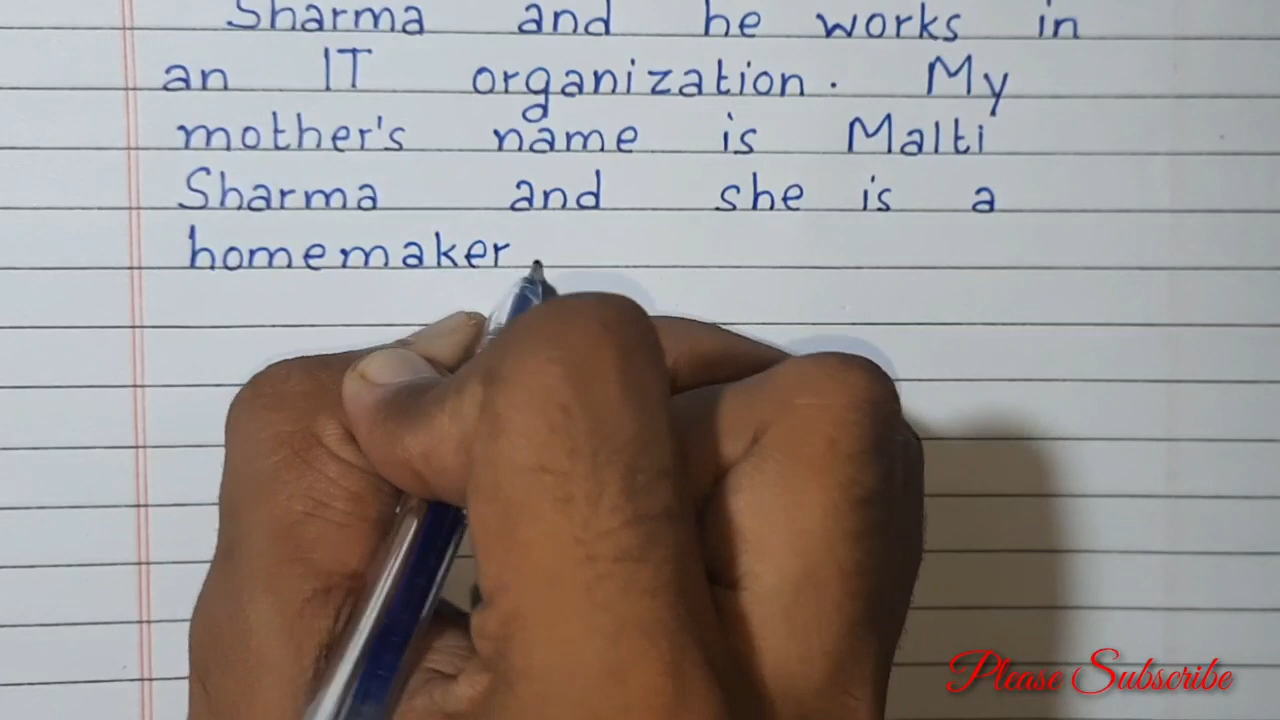 Sharma and he works in
an IT organization. My
mother's name is Malti
Sharma and she is a
homemaker
Please Subscribe